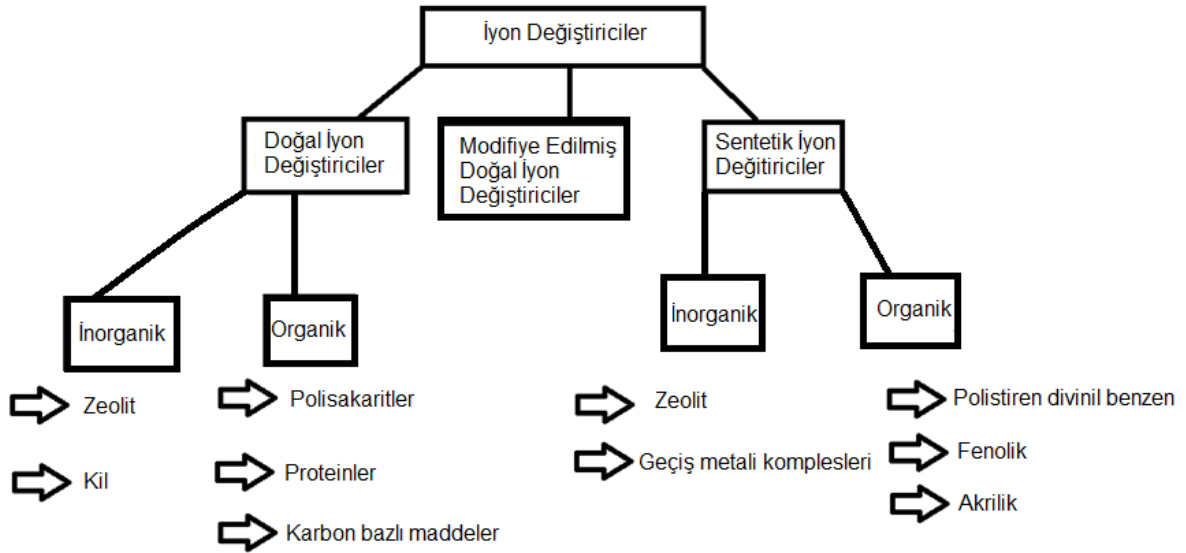 İyon Değiştiriciler
Doğal İyon
Değiştiriciler
Modifiye Edilmiş
Doğal İyon
Değiştiriciler
Sentetik İyon
Değitiriciler
İnorganik
Organik
İnorganik
Organik
Zeolit
Kil
Polisakaritler
Proteinler
Karbon bazlı maddeler
Zeolit
Geçiş metali komplesleri
Polistiren divinil benzen
Fenolik
Akrilik